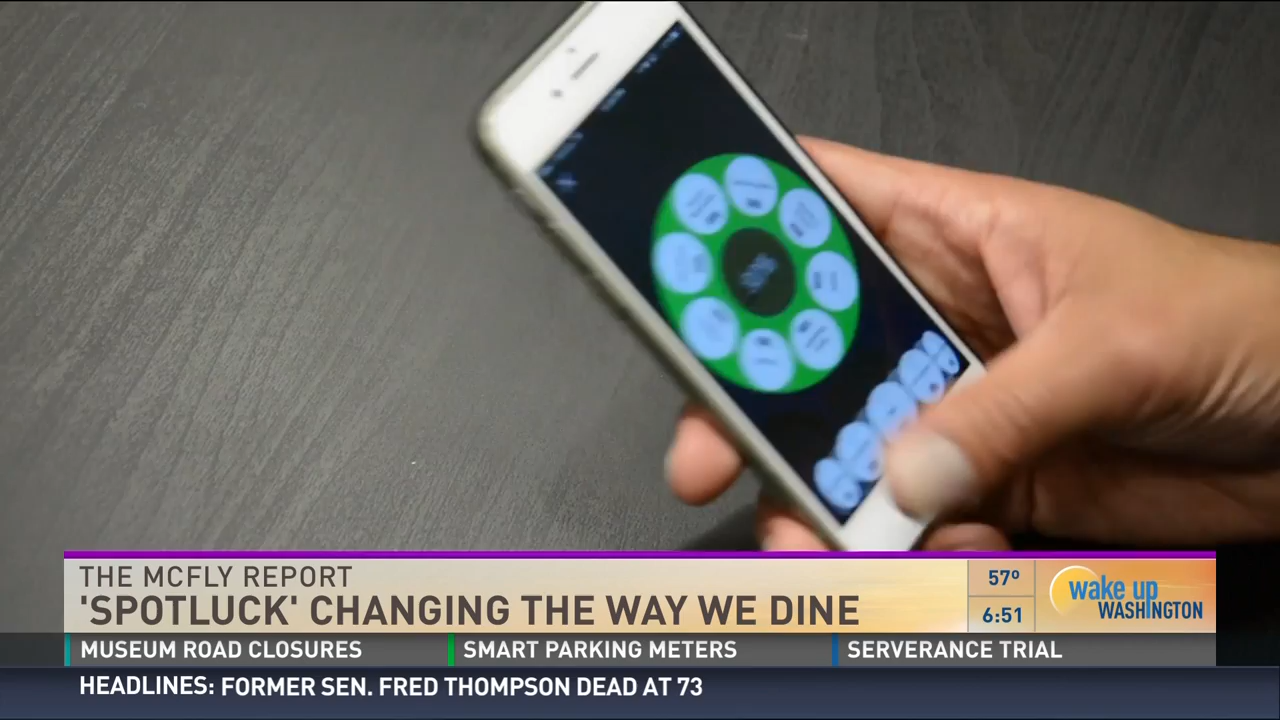 THE MCFLY REPORT
'SPOTLUCK' CHANGING THE WAY WE DINE
57º
6:51
wake up
WASHINGTON
MUSEUM ROAD CLOSURES
SMART PARKING METERS
SERVERANCE TRIAL
HEADLINES: FORMER SEN. FRED THOMPSON DEAD AT 73